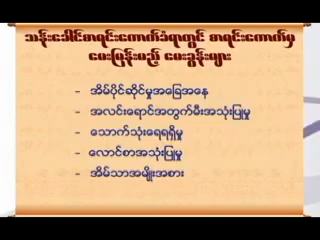 သန်းခေါင်စာရင်းကောက်ခံရာတွင် စာရင်းကောက်မှ
မေးမြန်းမည့် မေးခွန်းများ
- အိမ်ပိုင်ဆိုင်မှုအခြေအနေ
- အလင်းရောင်အတွက်မီးအသုံးပြုမှု
- သောက်သုံးရေရရှိမှု
- လောင်စာအသုံးပြုမှု
- အိမ်သာအမျိုးအစား